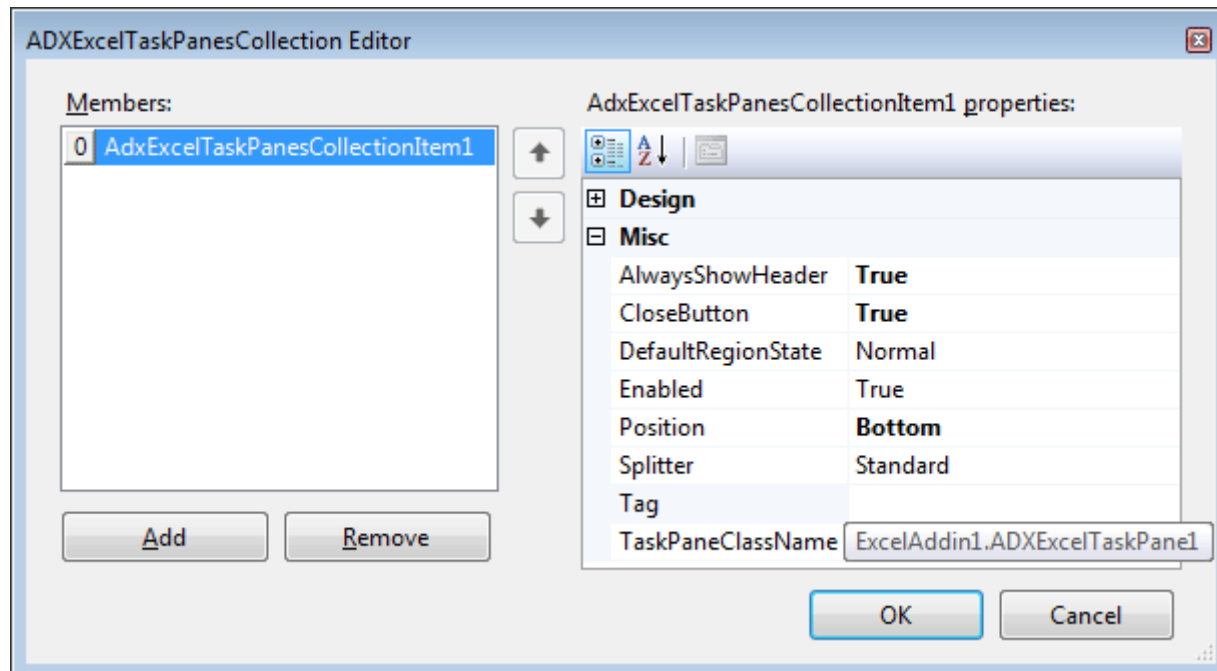 ADXExcelTaskPanesCollection Editor
Members:
0 AdxExcelTaskPanesCollectionItem1
Add Remove
AdxExcelTaskPanesCollectionItem1 properties:
Design
Misc
AlwaysShowHeader True
CloseButton True
DefaultRegionState Normal
Enabled True
Position Bottom
Splitter Standard
Tag
TaskPaneClassName ExcelAddin1.ADXExcelTaskPane1
OK Cancel